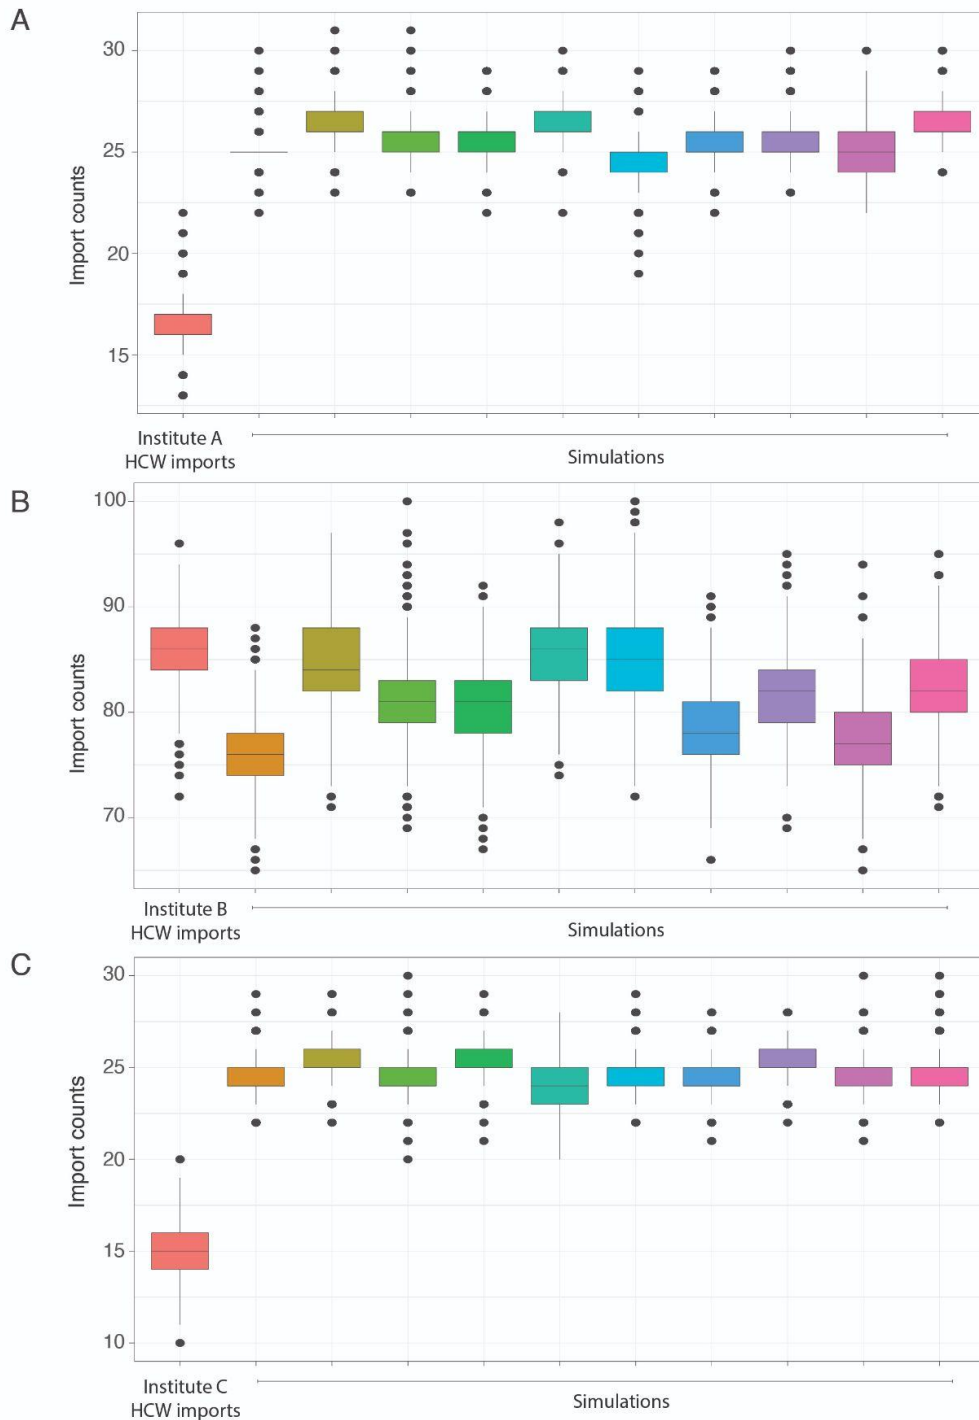 A
Import counts
30
25
20
15
Institute A
HCW imports
Simulations
B
Import counts
100
90
80
70
Institute B
HCW imports
Simulations
C
Import counts
30
25
20
15
10
Institute C
HCW imports
Simulations